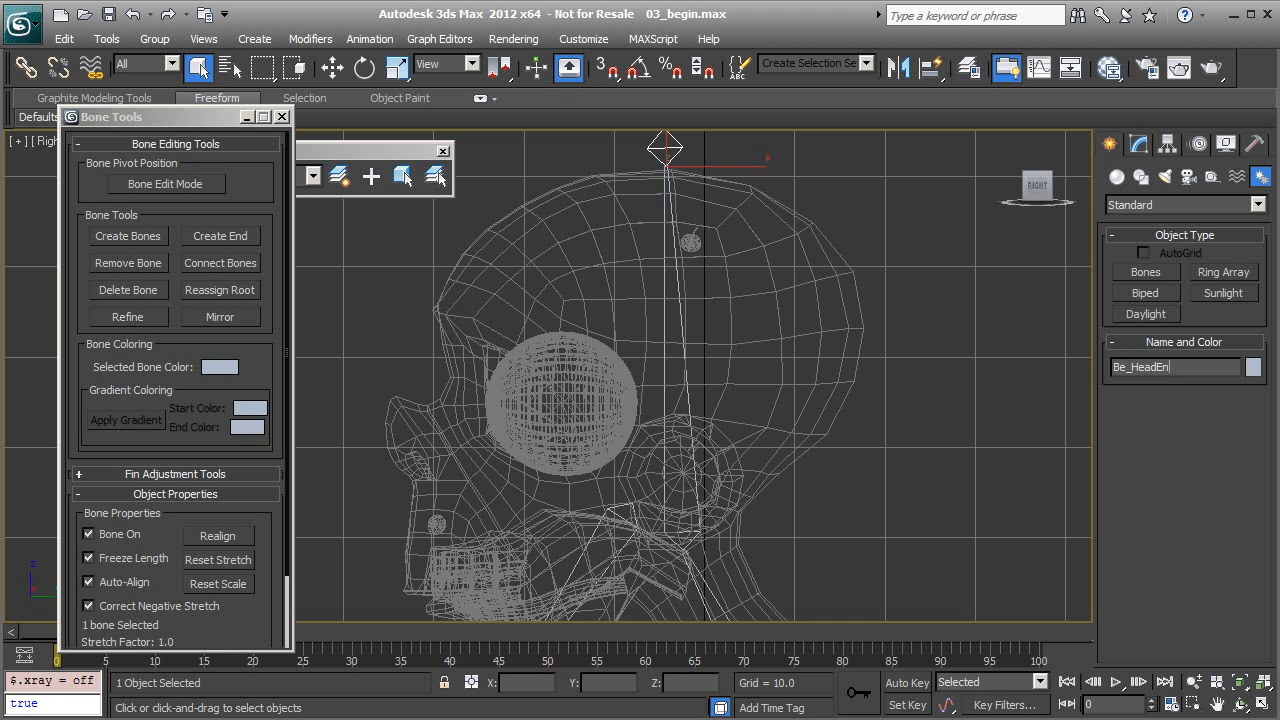 Autodesk 3ds Max 2012 x64 - Not for Resale 03_begin.max
Type a keyword or phrase
Edit Tools Group Views Create Modifiers Animation Graph Editors Rendering Customize MAXScript Help
All View 3 Create Selection Se
Graphite Modeling Tools Freeform Selection Object Paint
Defaults
Bone Tools
[ + ] [ Right
Bone Editing Tools
Bone Pivot Position
Bone Edit Mode
Bone Tools
Create Bones Create End
Remove Bone Connect Bones
Delete Bone Reassign Root
Refine Mirror
Bone Coloring
Selected Bone Color:
Gradient Coloring
Apply Gradient Start Color:
End Color:
+ Fin Adjustment Tools
- Object Properties
Bone Properties
Bone On Realign
Freeze Length Reset Stretch
Auto-Align Reset Scale
Correct Negative Stretch
1 bone Selected
Stretch Factor: 1.0
x
z
RIGHT
Standard
- Object Type
AutoGrid
Bones Ring Array
Biped Sunlight
Daylight
- Name and Color
Be_HeadEn
0 5 10 15 20 25 30 35 40 45 50 55 60 65 70 75 80 85 90 95 100
$.xray = off
true
1 Object Selected X: Y: Z: Grid = 10.0
Click or click-and-drag to select objects Add Time Tag
Auto Key Selected
Set Key Key Filters... 0